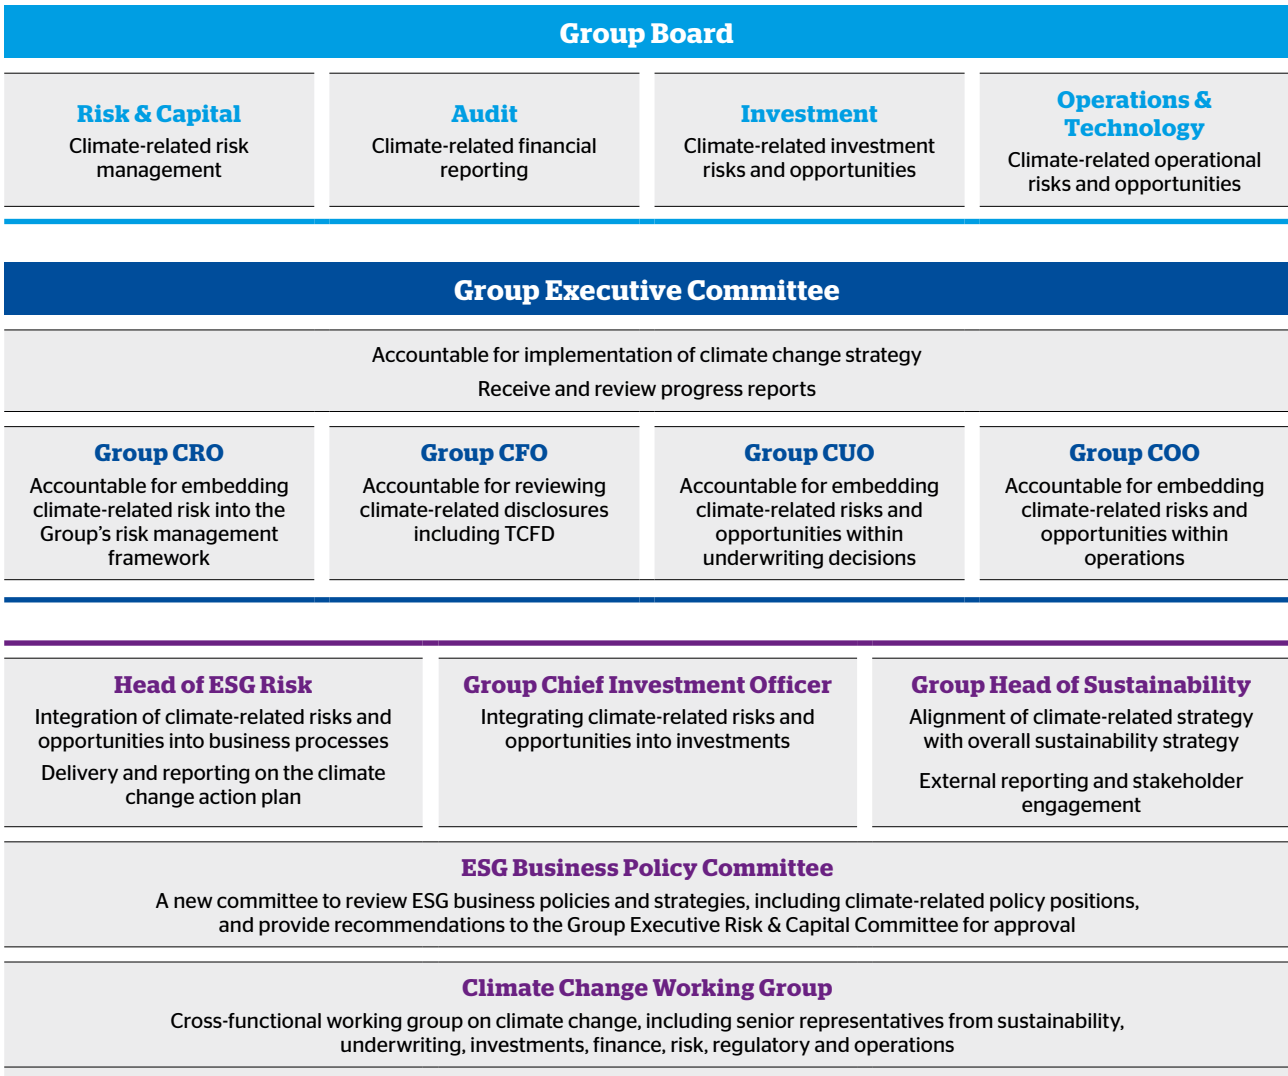 Group Board
Risk & Capital
Climate-related risk
management
Audit
Climate-related financial
reporting
Investment
Climate-related investment
risks and opportunities
Operations &
Technology
Climate-related operational
risks and opportunities
Group Executive Committee
Accountable for implementation of climate change strategy
Receive and review progress reports
Group CRO
Accountable for embedding
climate-related risk into the
Group’s risk management
framework
Group CFO
Accountable for reviewing
climate-related disclosures
including TCFD
Group CUO
Accountable for embedding
climate-related risks and
opportunities within
underwriting decisions
Group COO
Accountable for embedding
climate-related risks and
opportunities within
operations
Head of ESG Risk
Integration of climate-related risks and
opportunities into business processes
Delivery and reporting on the climate
change action plan
Group Chief Investment Officer
Integrating climate-related risks and
opportunities into investments
Group Head of Sustainability
Alignment of climate-related strategy
with overall sustainability strategy
External reporting and stakeholder
engagement
ESG Business Policy Committee
A new committee to review ESG business policies and strategies, including climate-related policy positions,
and provide recommendations to the Group Executive Risk & Capital Committee for approval
Climate Change Working Group
Cross-functional working group on climate change, including senior representatives from sustainability,
underwriting, investments, finance, risk, regulatory and operations